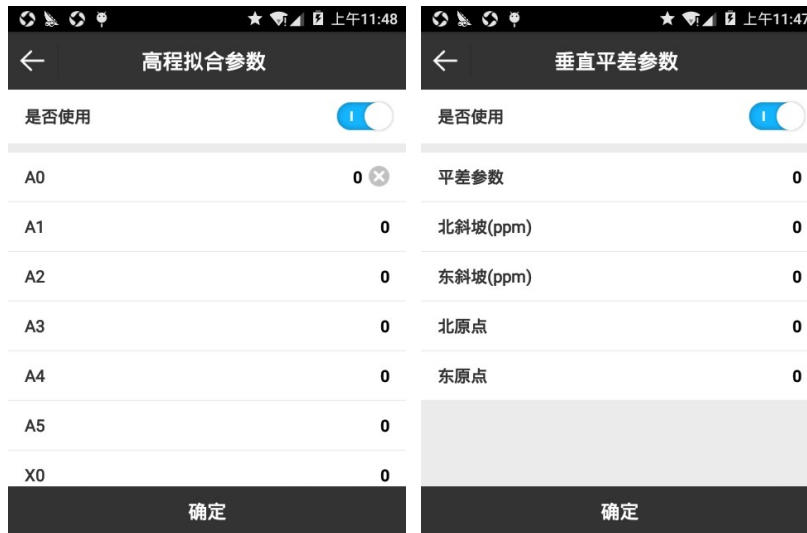 上午11:48
高程拟合参数
是否使用
A0 0
A1 0
A2 0
A3 0
A4 0
A5 0
X0 0
确定
上午11:47
垂直平差参数
是否使用
平差参数 0
北斜坡(ppm) 0
东斜坡(ppm) 0
北原点 0
东原点 0
确定